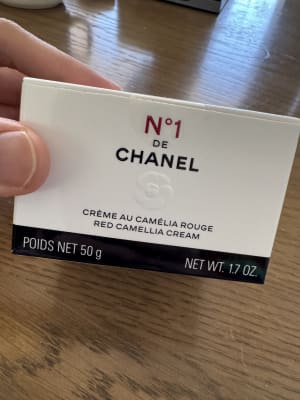 N°1
DE
CHANEL
CRÈME AU CAMÉLIA ROUGE
RED CAMELLIA CREAM
POIDS NET 50 g
NET WT. 1.7 OZ.